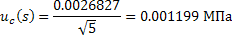 u_c(s) = 0.0026827 / √5 = 0.001199 МПа